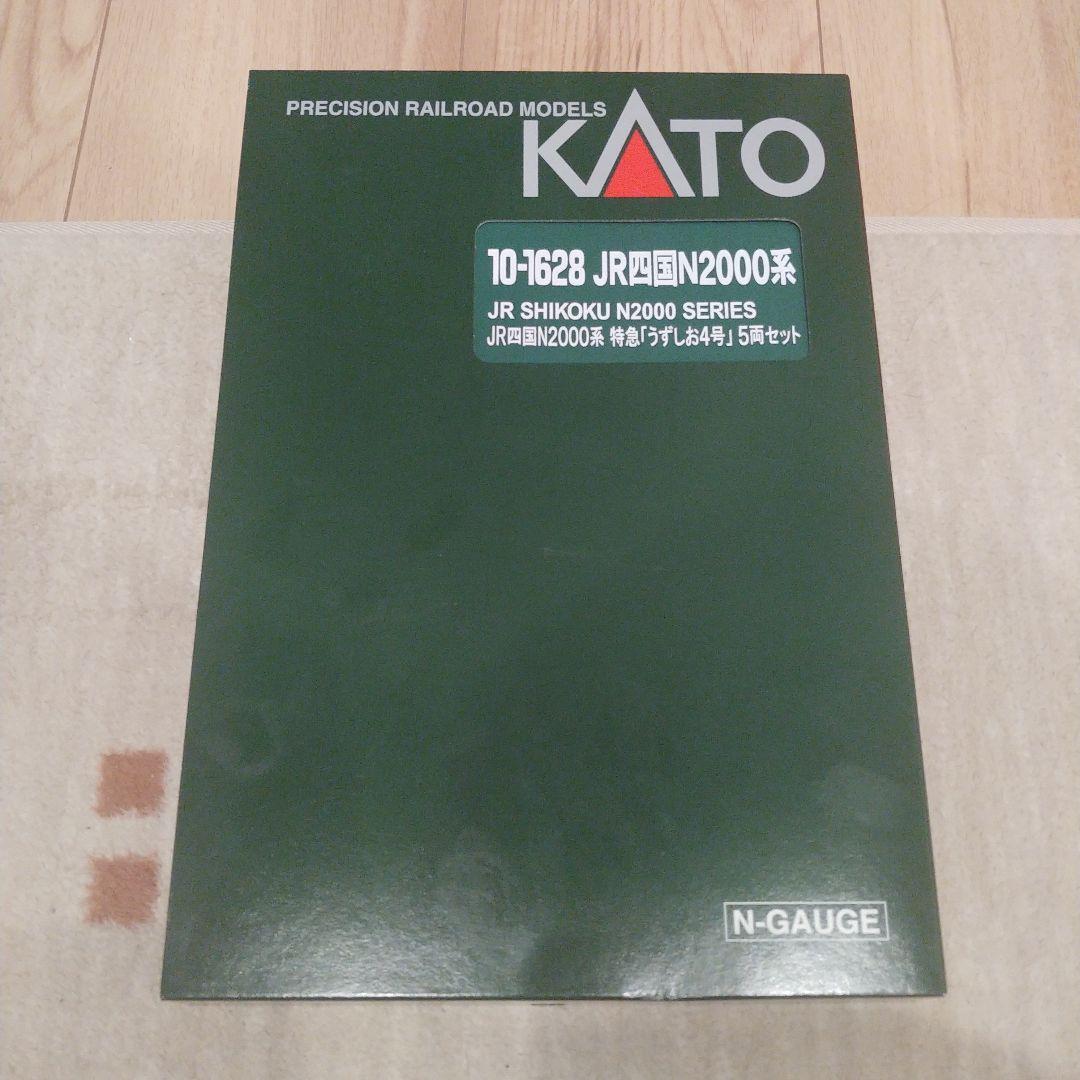 PRECISION RAILROAD MODELS
KATO
10-1628 JR四国N2000系
JR SHIKOKU N2000 SERIES
JR四国N2000系 特急「うずしお4号」 5両セット
N-GAUGE